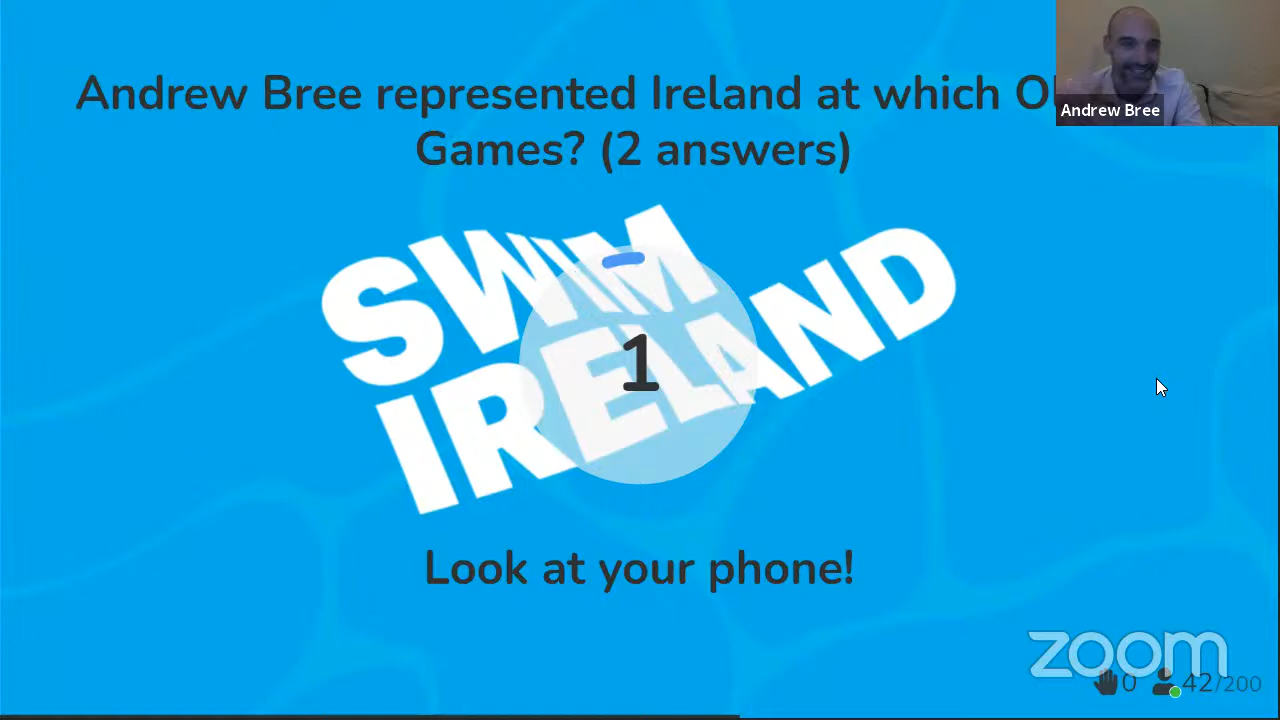 Andrew Bree represented Ireland at which
Andrew Bree
Games? (2 answers)
SWIM
IRELAND
1
Look at your phone!
zoom
0 42/200